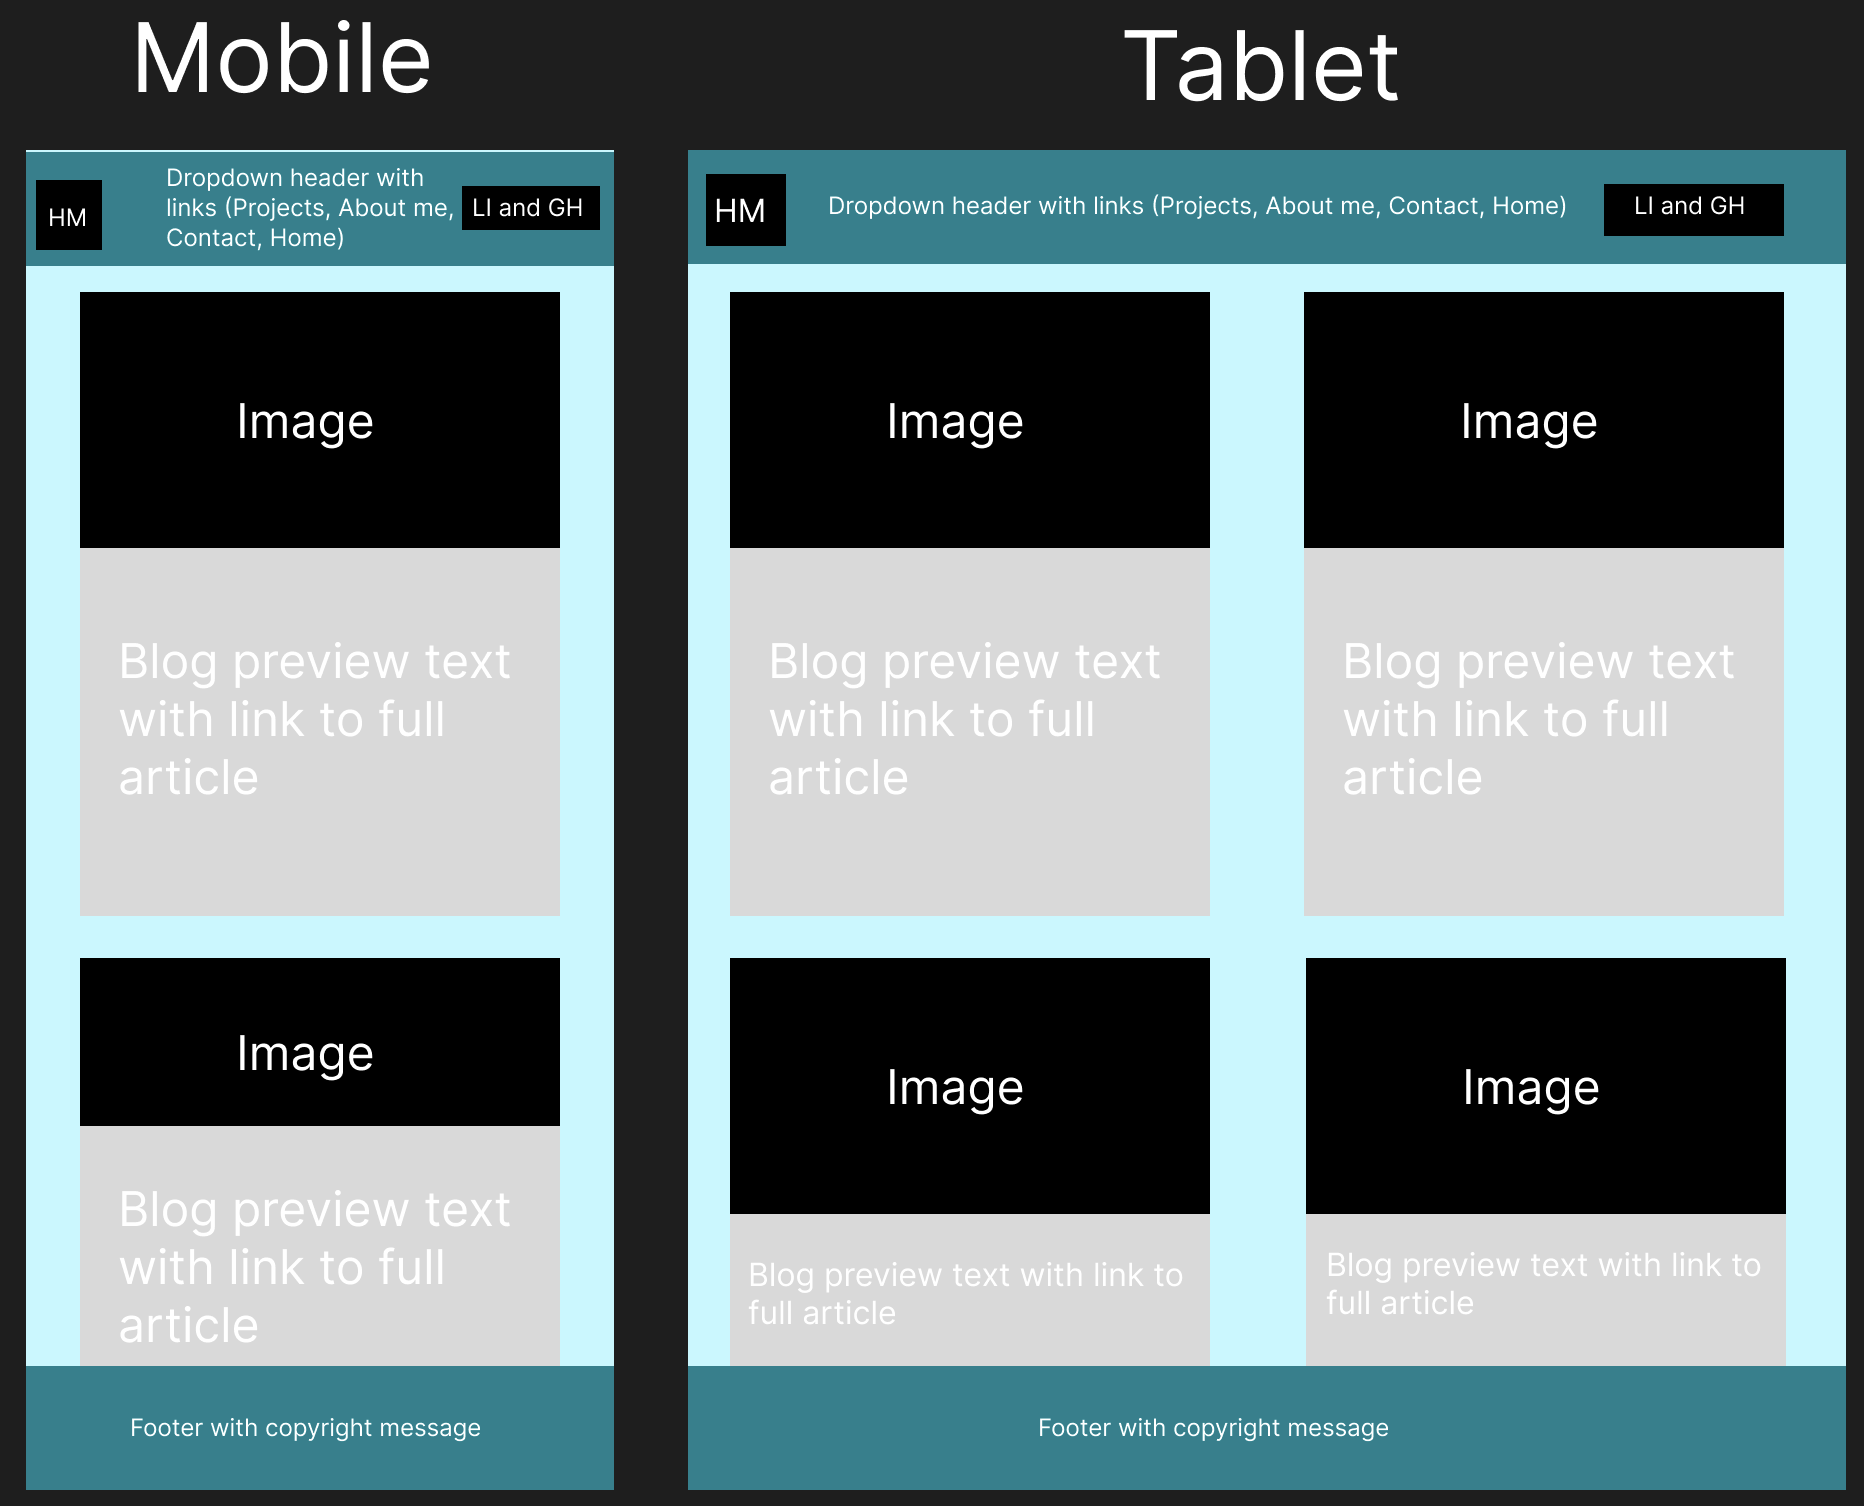 Mobile
HM
Dropdown header with
links (Projects, About me,
Contact, Home)
LI and GH
Image
Blog preview text
with link to full
article
Image
Blog preview text
with link to full
article
Footer with copyright message
Tablet
HM
Dropdown header with links (Projects, About me, Contact, Home)
LI and GH
Image
Image
Blog preview text
with link to full
article
Blog preview text
with link to full
article
Image
Image
Blog preview text with link to
full article
Blog preview text with link to
full article
Footer with copyright message